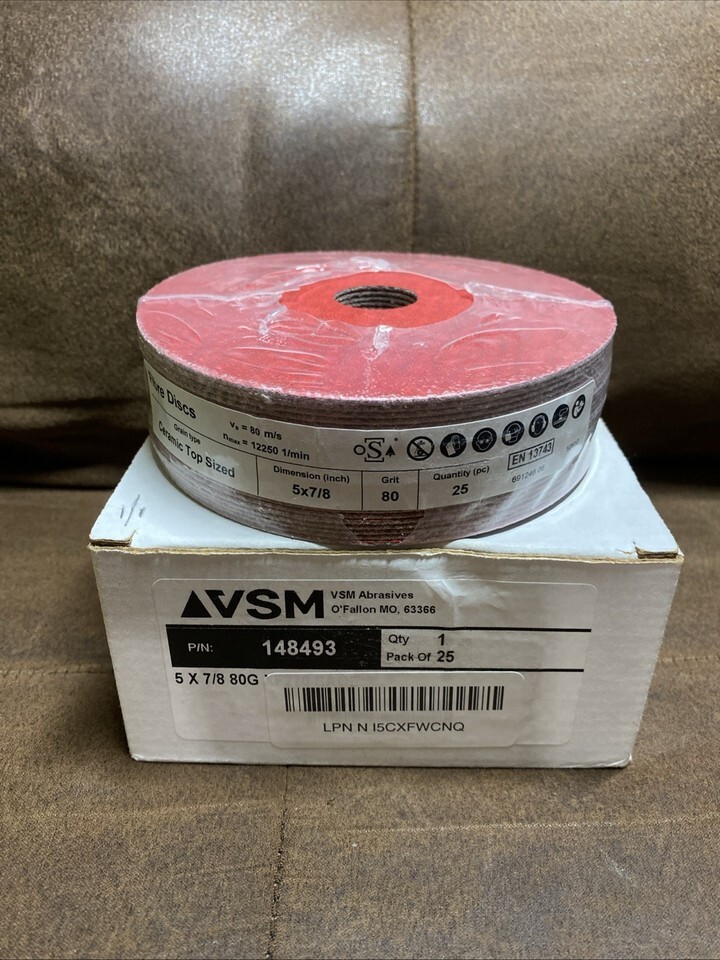 Fibre Discs
vs = 80 m/s
nmax = 12250 1/min
Grain type
Ceramic Top Sized
Dimension (inch)
5x7/8
Grit
80
Quantity (pc)
25
oSa
EN 13743
VSM
VSM Abrasives
O'Fallon MO, 63366
P/N: 148493
Qty 1
Pack Of 25
5 X 7/8 80G
LPN N I5CXFWCNQ